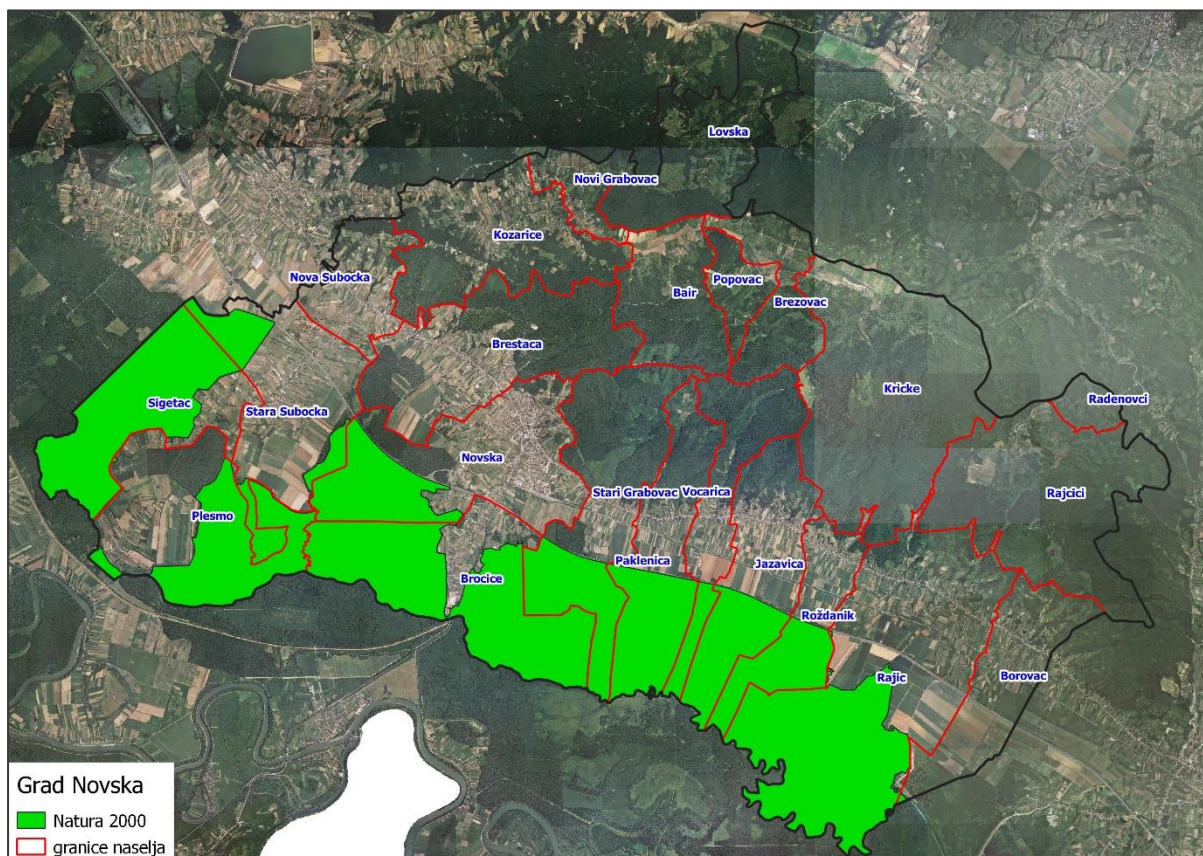 Lovska
Novi Grabovac
Kozarice
Nova Subocka
Bair
Popovac
Brezovac
Brestaca
Kricke
Radenovci
Sigetac
Stara Subocka
Novska
Stari Grabovac
Vocarica
Rajcici
Plesmo
Brocice
Paklenica
Jazavica
Roždanik
Rajic
Borovac
Grad Novska
Natura 2000
granice naselja